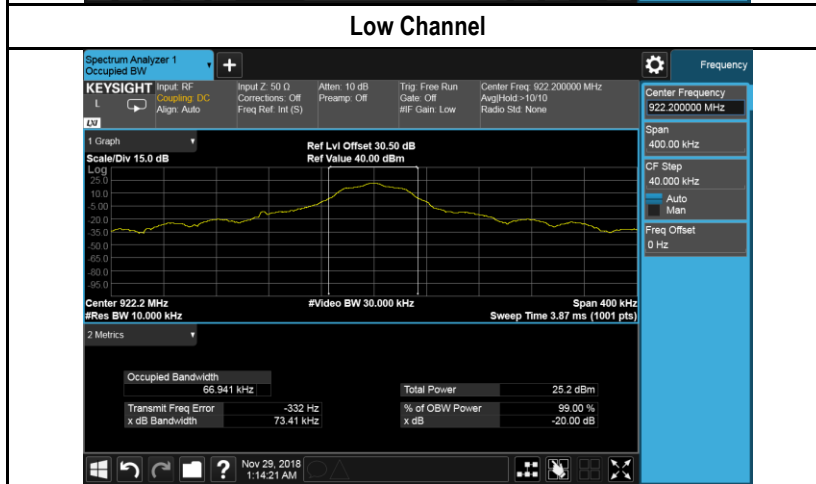 Low Channel
Spectrum Analyzer 1
Occupied BW
+
Frequency
KEYSIGHT Input: RF Input Z: 50 Ω Atten: 10 dB Trig: Free Run Center Freq: 922.200000 MHz
L Coupling: DC Corrections: Off Preamp: Off Gate: Off Avg|Hold:>10/10
Align: Auto Freq Ref: Int (S) #IF Gain: Low Radio Std: None
LXI
Center Frequency
922.200000 MHz
Span
400.00 kHz
CF Step
40.000 kHz
Auto
Man
Freq Offset
0 Hz
1 Graph
Ref Lvl Offset 30.50 dB
Scale/Div 15.0 dB Ref Value 40.00 dBm
Log
25.0
10.0
-5.00
-20.0
-35.0
-50.0
-65.0
-80.0
-95.0
Center 922.2 MHz #Video BW 30.000 kHz Span 400 kHz
#Res BW 10.000 kHz Sweep Time 3.87 ms (1001 pts)
2 Metrics
Occupied Bandwidth
66.941 kHz Total Power 25.2 dBm
Transmit Freq Error -332 Hz % of OBW Power 99.00 %
x dB Bandwidth 73.41 kHz x dB -20.00 dB
? Nov 29, 2018
1:14:21 AM